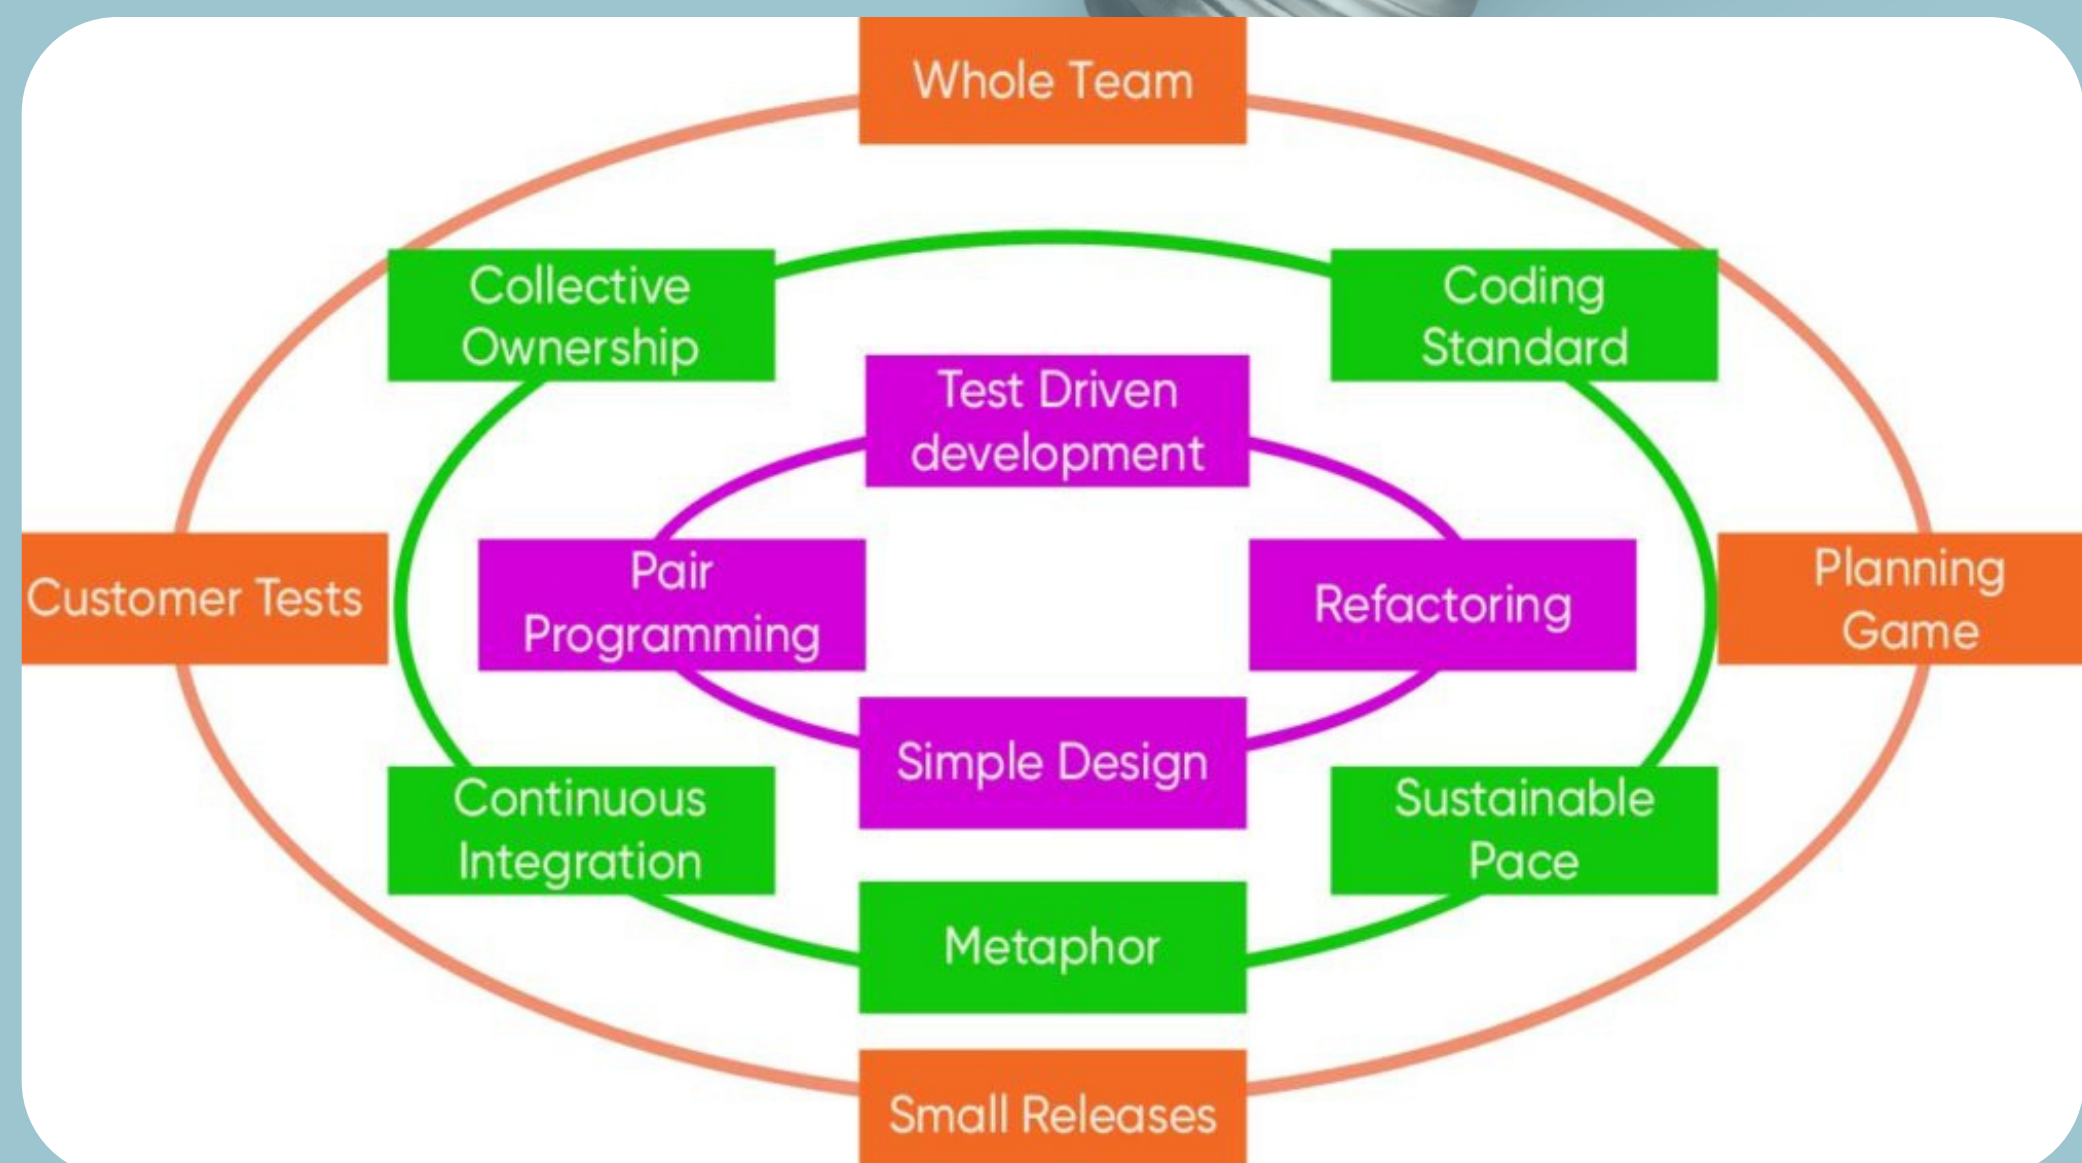 Whole Team
Collective
Ownership
Coding
Standard
Test Driven
development
Customer Tests
Pair
Programming
Refactoring
Planning
Game
Simple Design
Continuous
Integration
Sustainable
Pace
Metaphor
Small Releases